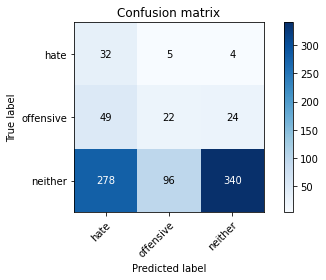 Confusion matrix
hate 32 5 4
offensive 49 22 24
neither 278 96 340
hate offensive neither
True label
Predicted label
300
250
200
150
100
50